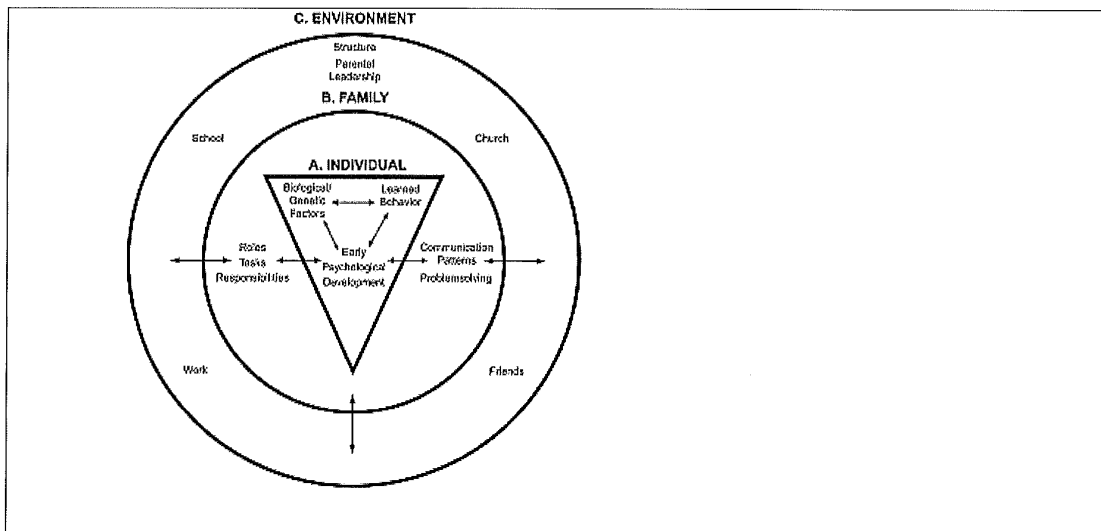 C. ENVIRONMENT
Structure
Parental
Leadership
B. FAMILY
School
Church
A. INDIVIDUAL
Biological/
Genetic
Factors
Learned
Behavior
Roles
Tasks
Responsibilities
Early
Psychological
Development
Communication
Patterns
Problemsolving
Work
Friends